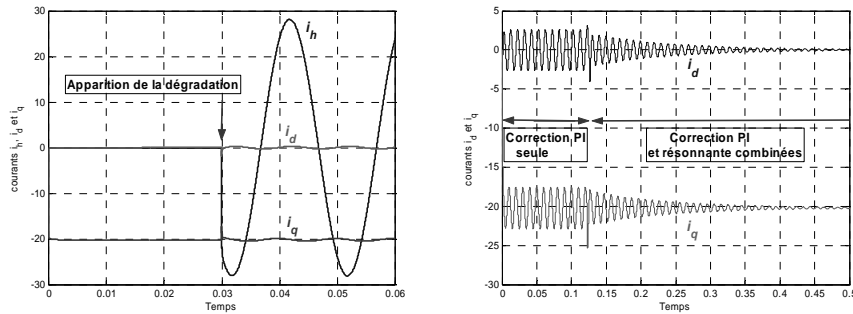 courants i_h, i_d et i_q
30
20
10
0
-10
-20
-30
i_h
Apparition de la dégradation
i_d
i_q
0
0.01
0.02
0.03
0.04
0.05
0.06
Temps
courants i_d et i_q
5
0
-5
-10
-15
-20
-25
-30
i_d
Correction PI
seule
Correction PI
et résonnante combinées
i_q
0
0.05
0.1
0.15
0.2
0.25
0.3
0.35
0.4
0.45
0.5
Temps